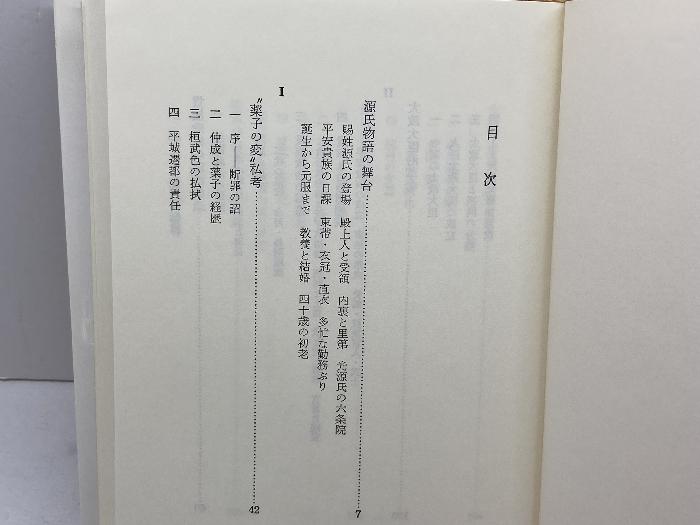 目次
源氏物語の舞台……7
賜姓源氏の登場　殿上人と受領　内裏と里第　光源氏の六条院
平安貴族の日課　束帯・衣冠・直衣　多忙な勤務ぶり
誕生から元服まで　教養と結婚　四十歳の初老
I
〝薬子の変〟私考……42
一　序――断罪の詔
二　仲成と薬子の経歴
三　桓武色の払拭
四　平城遷都の責任